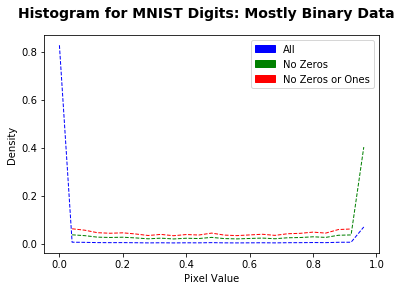 Histogram for MNIST Digits: Mostly Binary Data
All
No Zeros
No Zeros or Ones
Density
0.8
0.6
0.4
0.2
0.0
0.0 0.2 0.4 0.6 0.8 1.0
Pixel Value